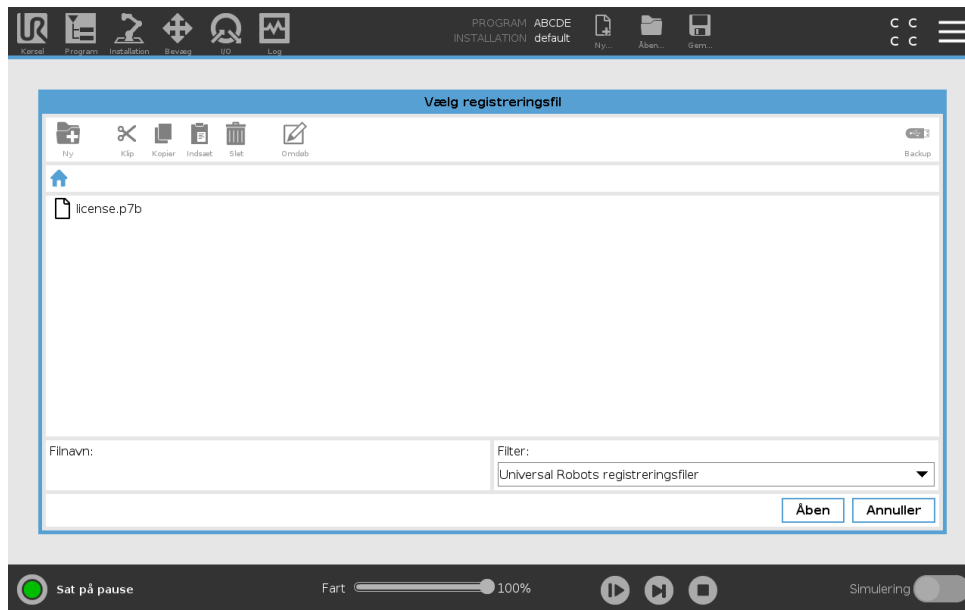 UR
Kørsel Program Installation Bevæg I/O Log
PROGRAM ABCDE
INSTALLATION default
Ny... Åben... Gem...
C C
C C
Vælg registreringsfil
Ny Klip Kopier Indsæt Slet Omdøb Backup
license.p7b
Filnavn:
Filter:
Universal Robots registreringsfiler
Åben Annuller
Sat på pause
Fart 100%
Simulering